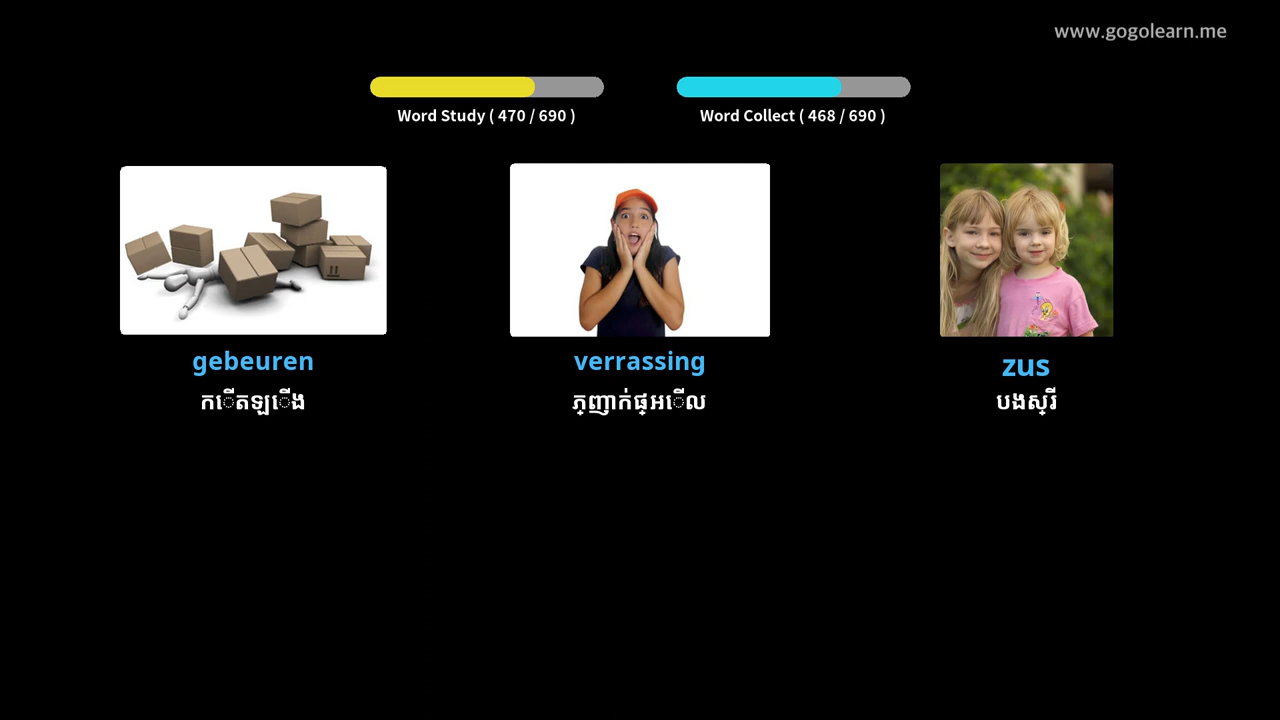 www.gogolearn.me
Word Study ( 470 / 690 )
Word Collect ( 468 / 690 )
gebeuren
verrassing
zus
កើតឡើង
ភ្ញាក់ផ្អើល
បងស្រី